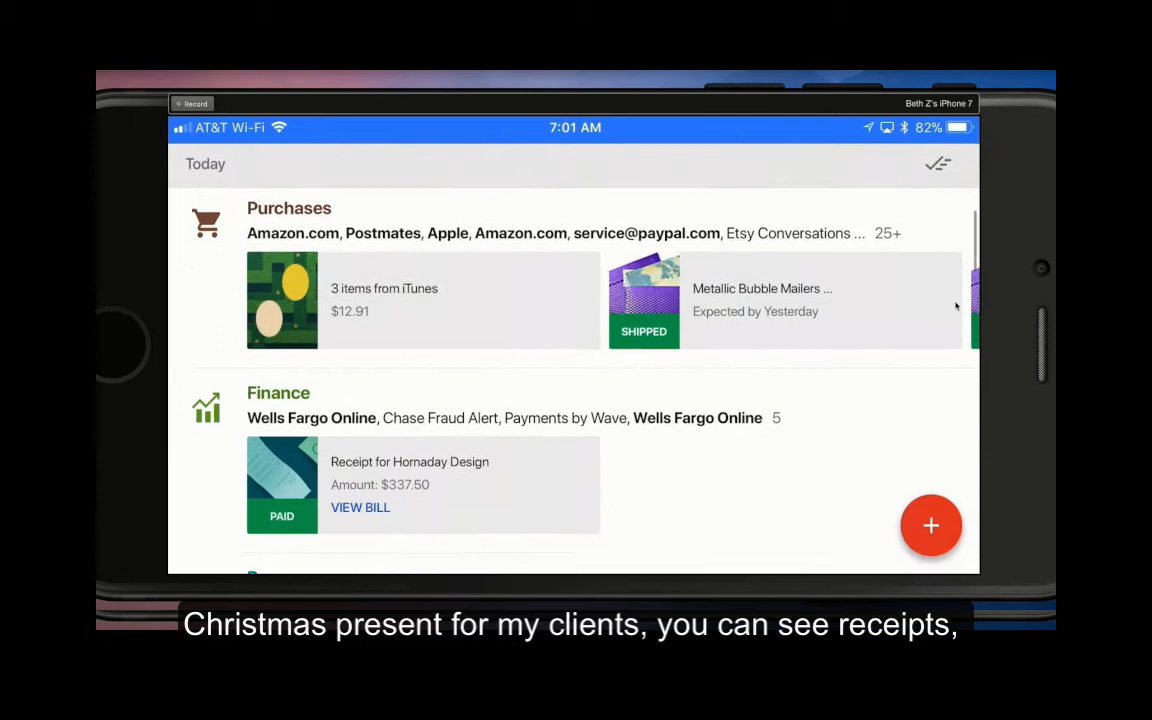 Record
Beth Z's iPhone 7
AT&T Wi-Fi
7:01 AM
82%
Today
Purchases
Amazon.com, Postmates, Apple, Amazon.com, service@paypal.com, Etsy Conversations ... 25+
3 items from iTunes
$12.91
SHIPPED
Metallic Bubble Mailers ...
Expected by Yesterday
Finance
Wells Fargo Online, Chase Fraud Alert, Payments by Wave, Wells Fargo Online 5
PAID
Receipt for Hornaday Design
Amount: $337.50
VIEW BILL
Christmas present for my clients, you can see receipts,